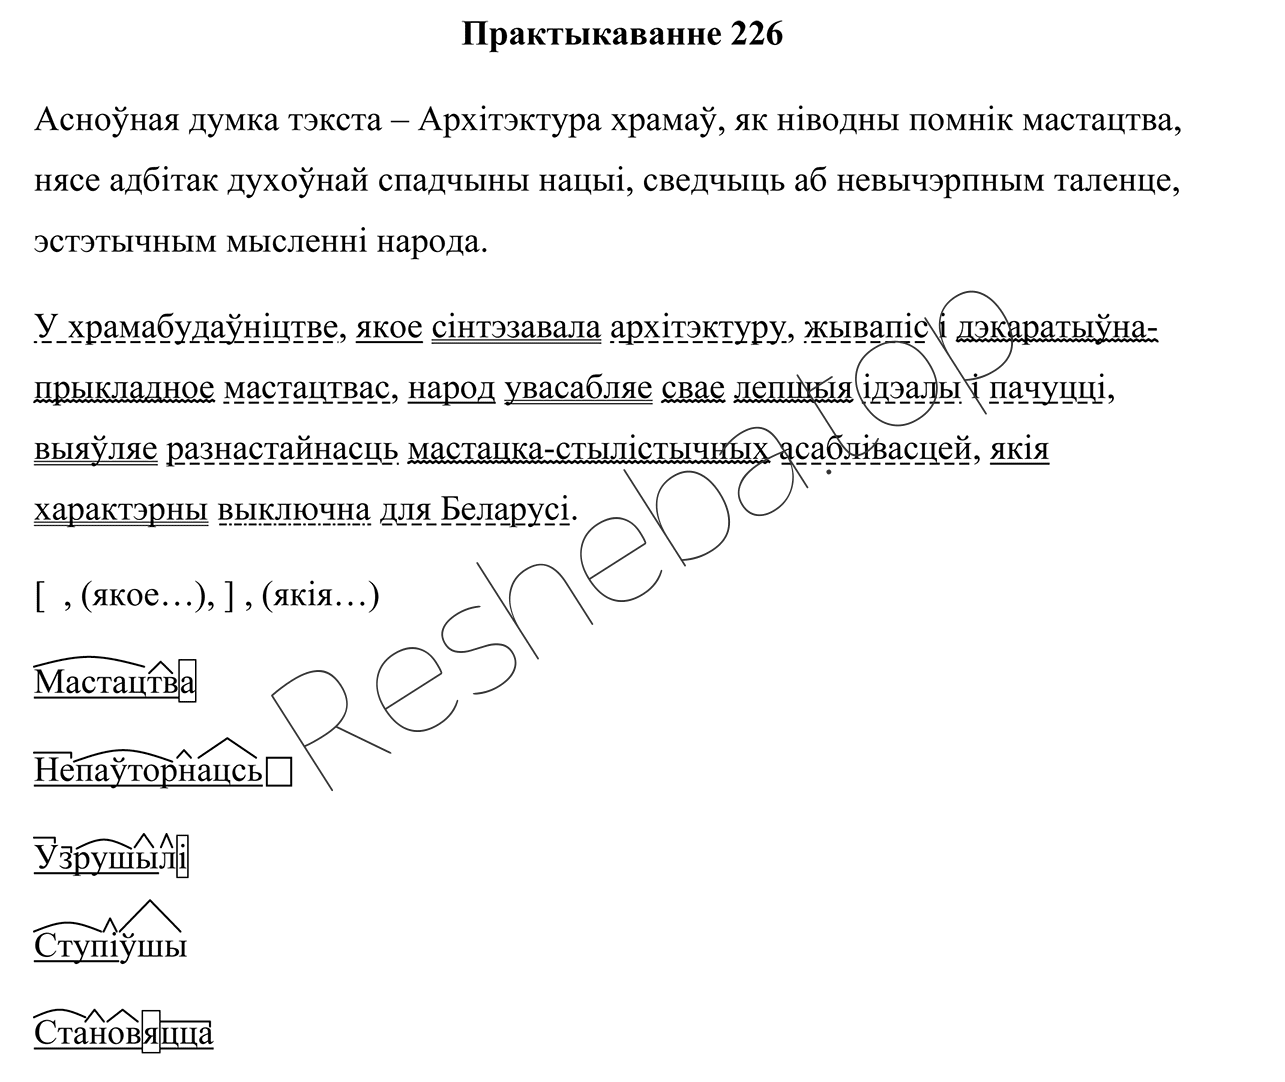 Практыкаванне 226
Асноўная думка тэкста – Архітэктура храмаў, як ніводны помнік мастацтва,
нясе адбітак духоўнай спадчыны нацыі, сведчыць аб невычэрпным таленце,
эстэтычным мысленні народа.
У храмабудаўніцтве, якое сінтэзавала архітэктуру, жывапіс і дэкаратыўна-
прыкладное мастацтвас, народ увасабляе свае лепшыя ідэалы і пачуцці,
выяўляе разнастайнасць мастацка-стылістычных асаблівасцей, якія
характэрны выключна для Беларусі.
[ , (якое…), ] , (якія…)
Мастацтва
Непаўторнацсь
Узрушылі
Ступіўшы
Становяцца
Resheba.top